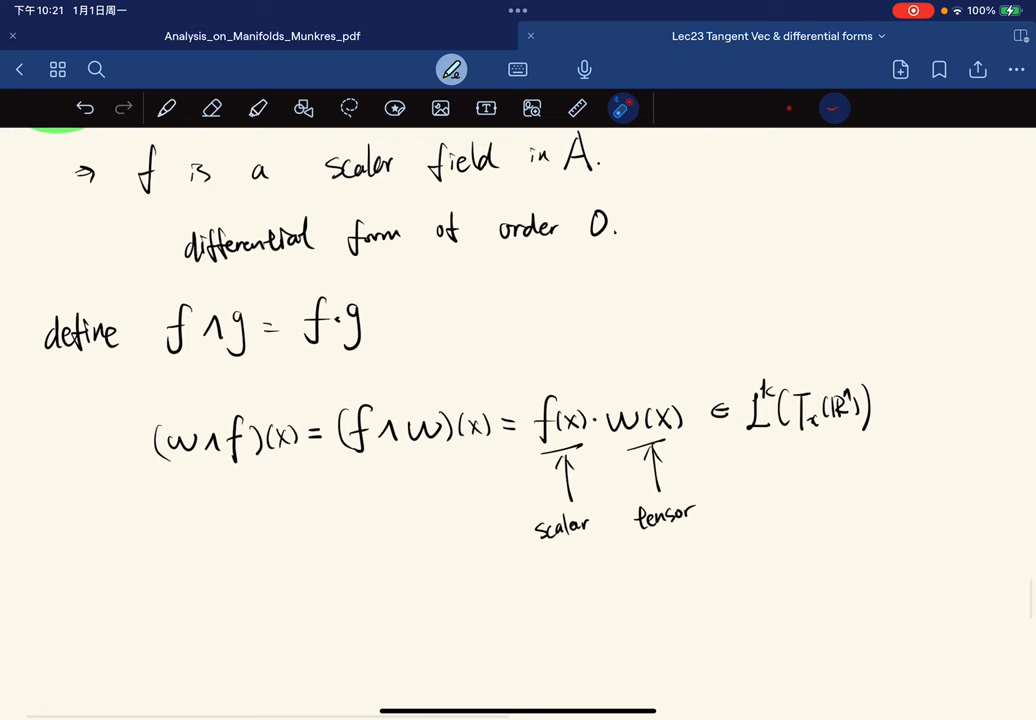 下午10:21 1月1日周一
100%
Analysis_on_Manifolds_Munkres_pdf
Lec23 Tangent Vec & differential forms
⇒ f is a scalar field in A.
differential form of order 0.
define f ∧ g = f · g
(ω ∧ f)(x) = (f ∧ ω)(x) = f(x) · ω(x) ∈ L^k(T_x(ℝ^n))
scalar tensor